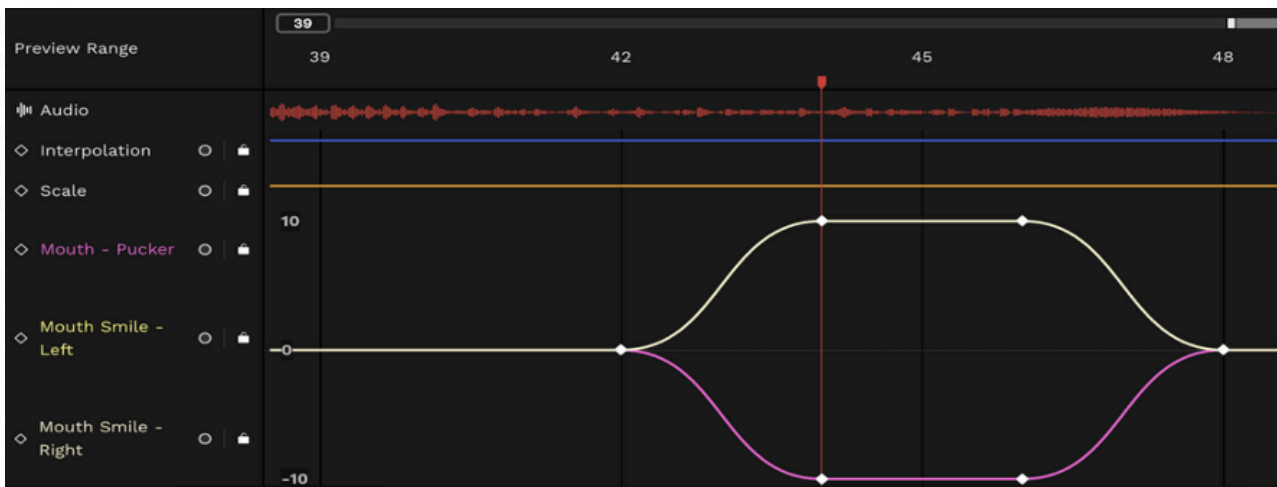 39
Preview Range
39 42 45 48
Audio
Interpolation
Scale
10
Mouth - Pucker
Mouth Smile -
Left
0
Mouth Smile -
Right
-10